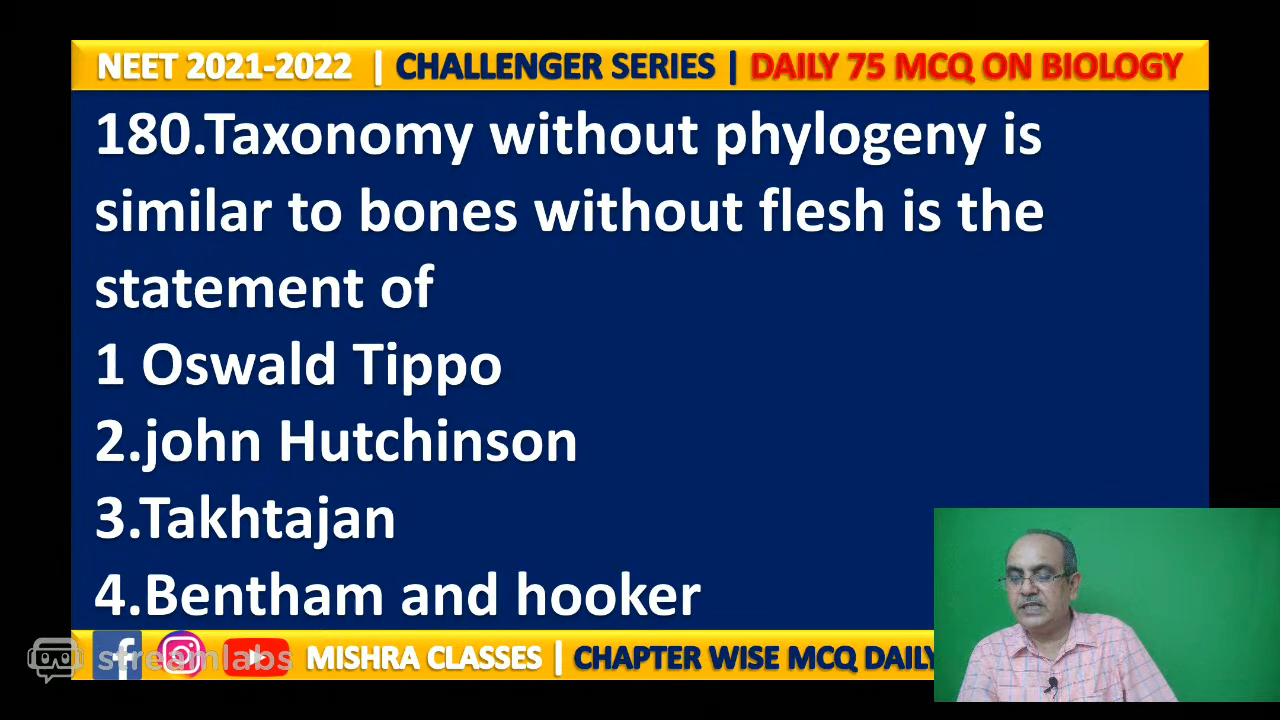 NEET 2021-2022 | CHALLENGER SERIES | DAILY 75 MCQ ON BIOLOGY
180.Taxonomy without phylogeny is
similar to bones without flesh is the
statement of
1 Oswald Tippo
2.john Hutchinson
3.Takhtajan
4.Bentham and hooker
streamlabs MISHRA CLASSES | CHAPTER WISE MCQ DAILY